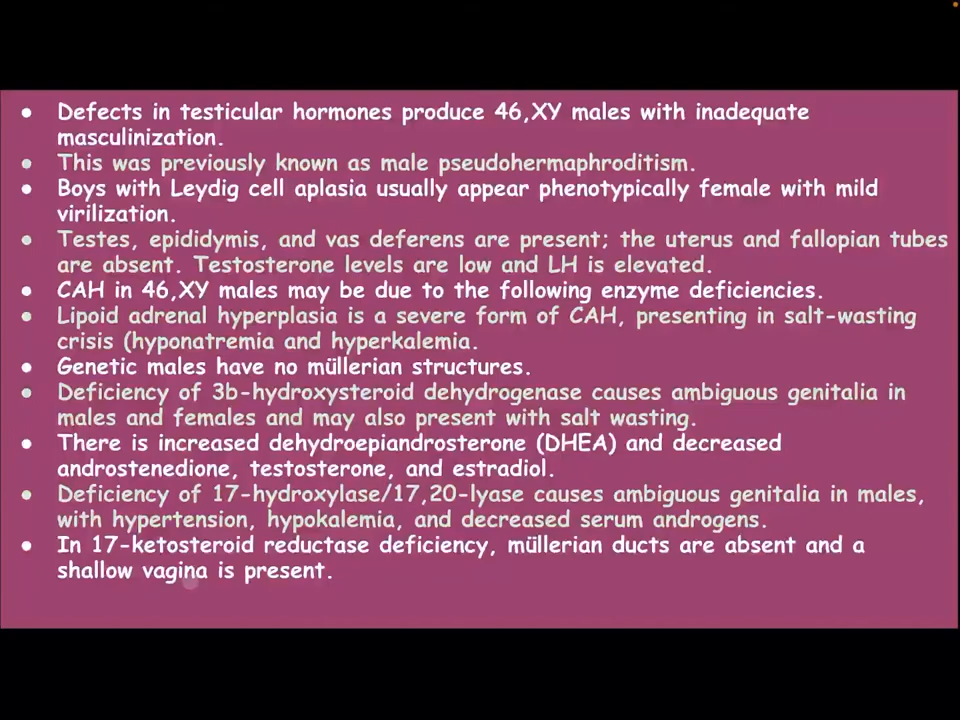 ● Defects in testicular hormones produce 46,XY males with inadequate
masculinization.
● This was previously known as male pseudohermaphroditism.
● Boys with Leydig cell aplasia usually appear phenotypically female with mild
virilization.
● Testes, epididymis, and vas deferens are present; the uterus and fallopian tubes
are absent. Testosterone levels are low and LH is elevated.
● CAH in 46,XY males may be due to the following enzyme deficiencies.
● Lipoid adrenal hyperplasia is a severe form of CAH, presenting in salt-wasting
crisis (hyponatremia and hyperkalemia.
● Genetic males have no müllerian structures.
● Deficiency of 3b-hydroxysteroid dehydrogenase causes ambiguous genitalia in
males and females and may also present with salt wasting.
● There is increased dehydroepiandrosterone (DHEA) and decreased
androstenedione, testosterone, and estradiol.
● Deficiency of 17-hydroxylase/17,20-lyase causes ambiguous genitalia in males,
with hypertension, hypokalemia, and decreased serum androgens.
● In 17-ketosteroid reductase deficiency, müllerian ducts are absent and a
shallow vagina is present.